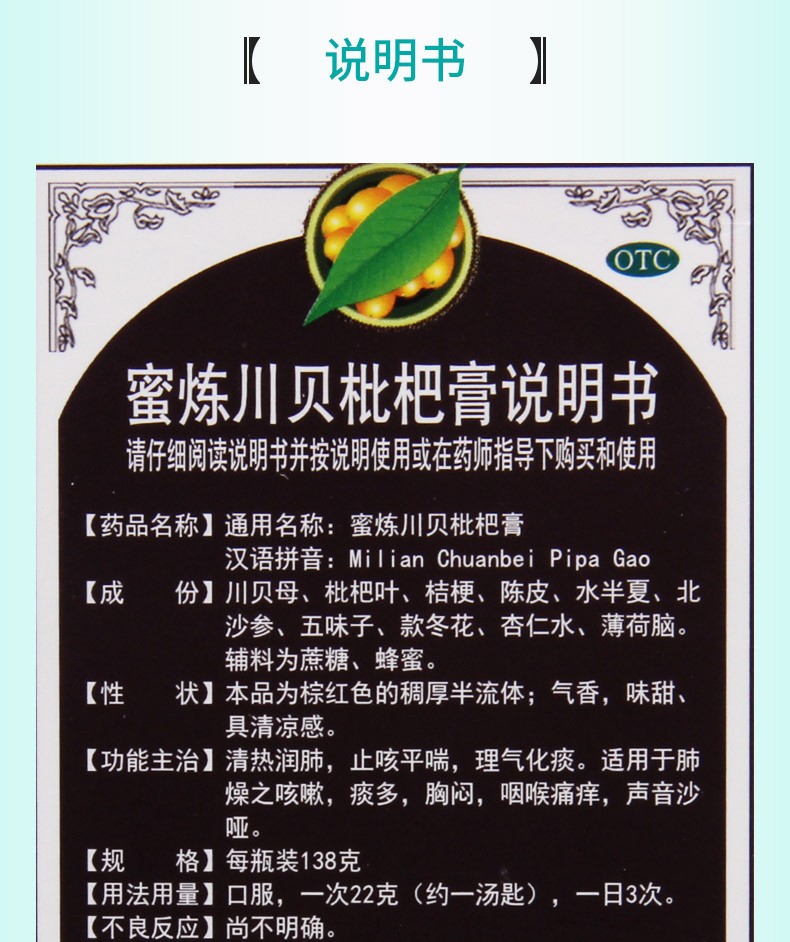 【 说明书 】
OTC
蜜炼川贝枇杷膏说明书
请仔细阅读说明书并按说明使用或在药师指导下购买和使用
【药品名称】通用名称：蜜炼川贝枇杷膏
汉语拼音：Milian Chuanbei Pipa Gao
【成　　份】川贝母、枇杷叶、桔梗、陈皮、水半夏、北
沙参、五味子、款冬花、杏仁水、薄荷脑。
辅料为蔗糖、蜂蜜。
【性　　状】本品为棕红色的稠厚半流体；气香，味甜、
具清凉感。
【功能主治】清热润肺，止咳平喘，理气化痰。适用于肺
燥之咳嗽，痰多，胸闷，咽喉痛痒，声音沙
哑。
【规　　格】每瓶装138克
【用法用量】口服，一次22克（约一汤匙），一日3次。
【不良反应】尚不明确。